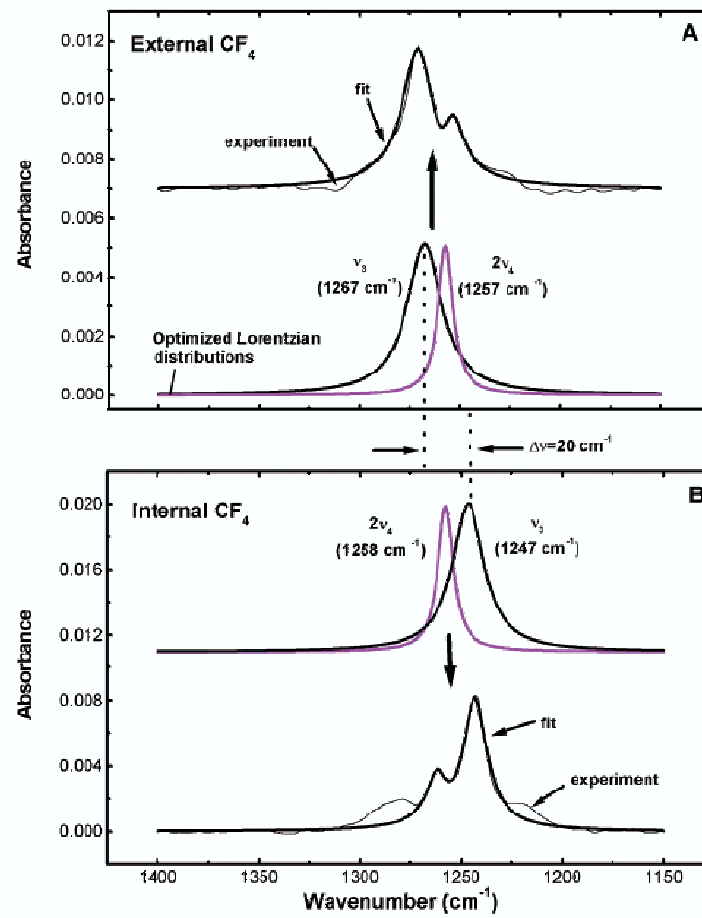 External CF4
A
0.012
0.010
0.008
0.006
0.004
0.002
0.000
Absorbance
fit
experiment
ν3
(1267 cm-1)
2ν4
(1257 cm-1)
Optimized Lorentzian
distributions
Δν=20 cm-1
Internal CF4
B
0.020
0.016
0.012
0.008
0.004
0.000
Absorbance
2ν4
(1258 cm-1)
ν3
(1247 cm-1)
fit
experiment
1400
1350
1300
1250
1200
1150
Wavenumber (cm-1)